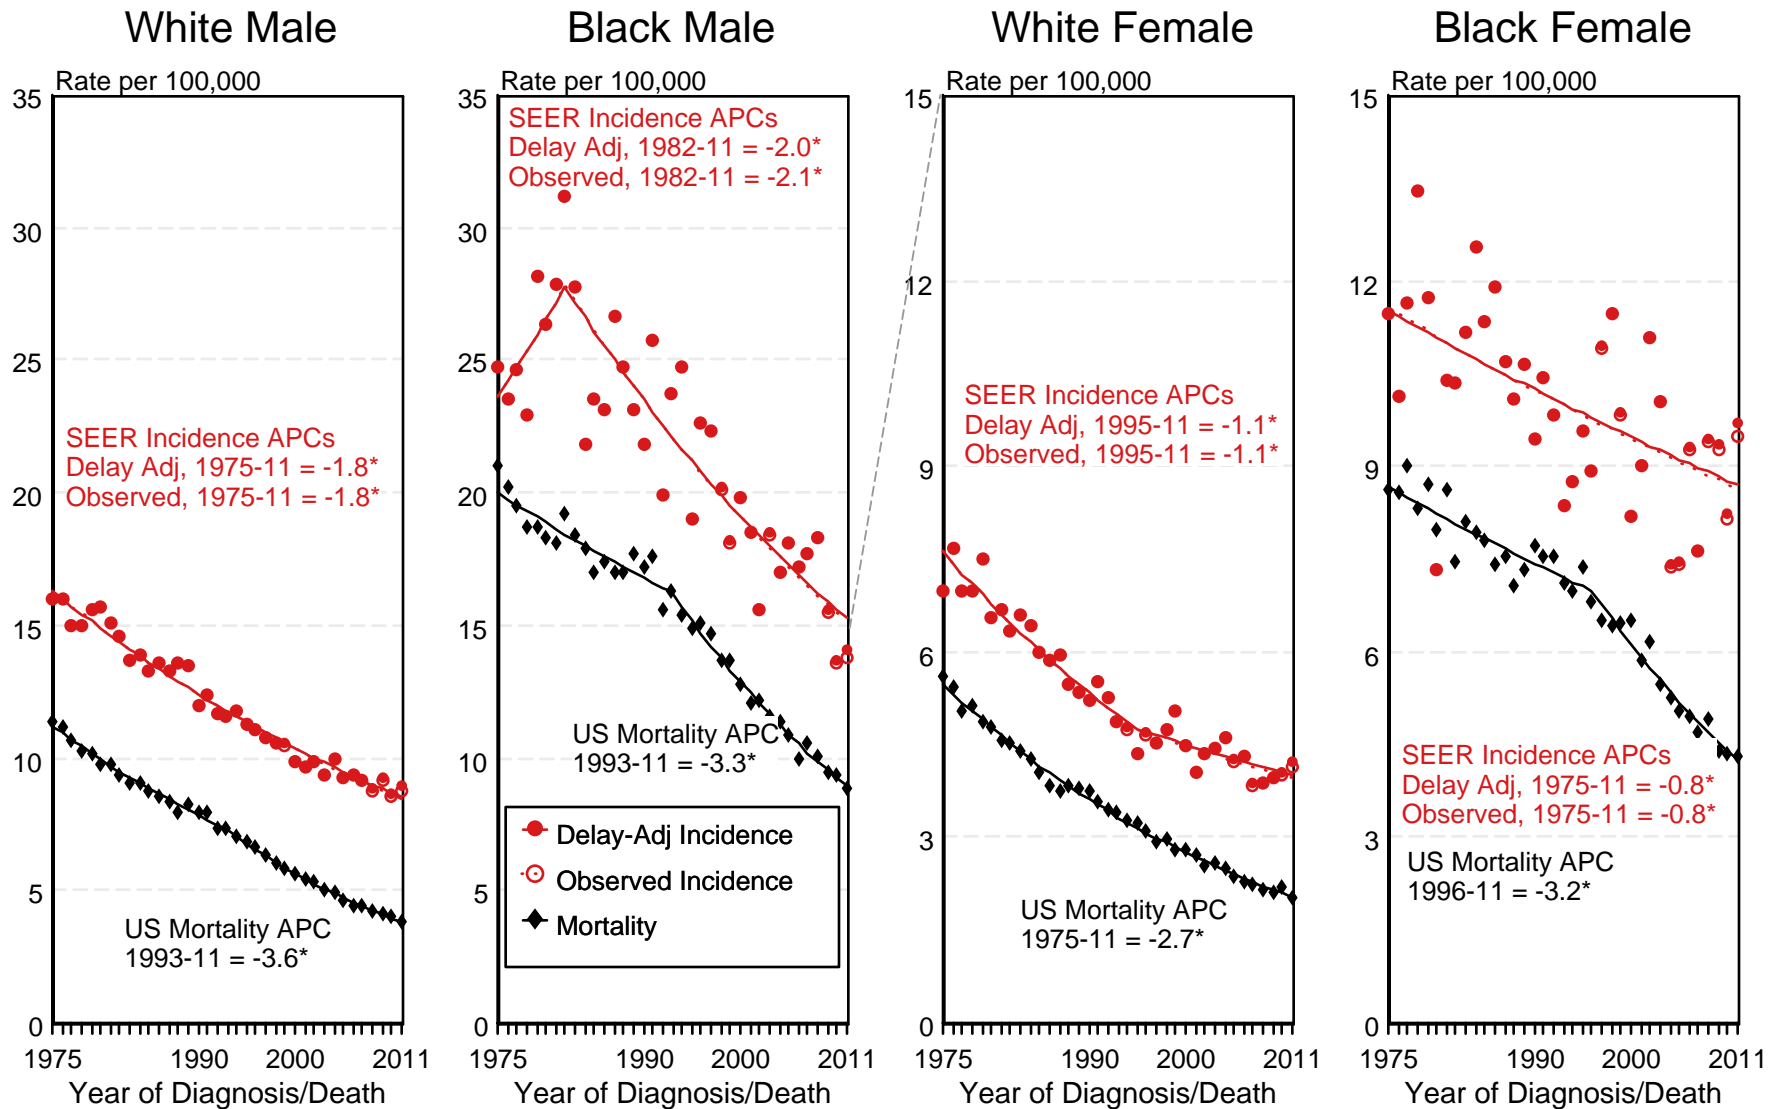 White Male
Rate per 100,000
35
30
25
20
15
10
5
0
SEER Incidence APCs
Delay Adj, 1975-11 = -1.8*
Observed, 1975-11 = -1.8*
US Mortality APC
1993-11 = -3.6*
1975 1990 2000 2011
Year of Diagnosis/Death
Black Male
Rate per 100,000
35
30
25
20
15
10
5
0
SEER Incidence APCs
Delay Adj, 1982-11 = -2.0*
Observed, 1982-11 = -2.1*
US Mortality APC
1993-11 = -3.3*
Delay-Adj Incidence
Observed Incidence
Mortality
1975 1990 2000 2011
Year of Diagnosis/Death
White Female
Rate per 100,000
15
12
9
6
3
0
SEER Incidence APCs
Delay Adj, 1995-11 = -1.1*
Observed, 1995-11 = -1.1*
US Mortality APC
1975-11 = -2.7*
1975 1990 2000 2011
Year of Diagnosis/Death
Black Female
Rate per 100,000
15
12
9
6
3
0
SEER Incidence APCs
Delay Adj, 1975-11 = -0.8*
Observed, 1975-11 = -0.8*
US Mortality APC
1996-11 = -3.2*
1975 1990 2000 2011
Year of Diagnosis/Death